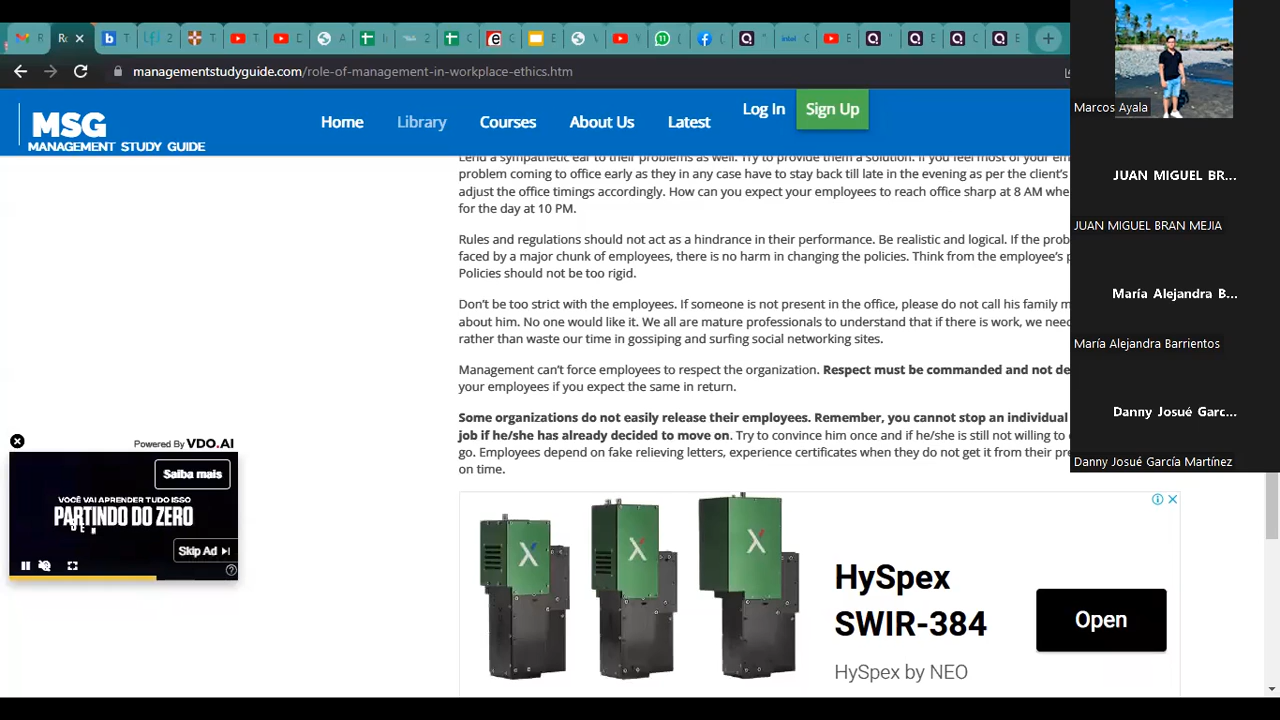 managementstudyguide.com/role-of-management-in-workplace-ethics.htm
MSG
MANAGEMENT STUDY GUIDE
Home
Library
Courses
About Us
Latest
Log In
Sign Up
Lend a sympathetic ear to their problems as well. Try to provide them a solution. If you feel most of your em
problem coming to office early as they in any case have to stay back till late in the evening as per the client's
adjust the office timings accordingly. How can you expect your employees to reach office sharp at 8 AM whe
for the day at 10 PM.
Rules and regulations should not act as a hindrance in their performance. Be realistic and logical. If the prob
faced by a major chunk of employees, there is no harm in changing the policies. Think from the employee's p
Policies should not be too rigid.
Don't be too strict with the employees. If someone is not present in the office, please do not call his family m
about him. No one would like it. We all are mature professionals to understand that if there is work, we need
rather than waste our time in gossiping and surfing social networking sites.
Management can't force employees to respect the organization. Respect must be commanded and not de
your employees if you expect the same in return.
Some organizations do not easily release their employees. Remember, you cannot stop an individual
job if he/she has already decided to move on. Try to convince him once and if he/she is still not willing to
go. Employees depend on fake relieving letters, experience certificates when they do not get it from their pre
on time.
Powered By VDO.AI
Saiba mais
VOCÊ VAI APRENDER TUDO ISSO
PARTINDO DO ZERO
Skip Ad
X
X
X
HySpex
SWIR-384
HySpex by NEO
Open
Marcos Ayala
JUAN MIGUEL BR...
JUAN MIGUEL BRAN MEJIA
María Alejandra B...
María Alejandra Barrientos
Danny Josué Garc...
Danny Josué García Martínez